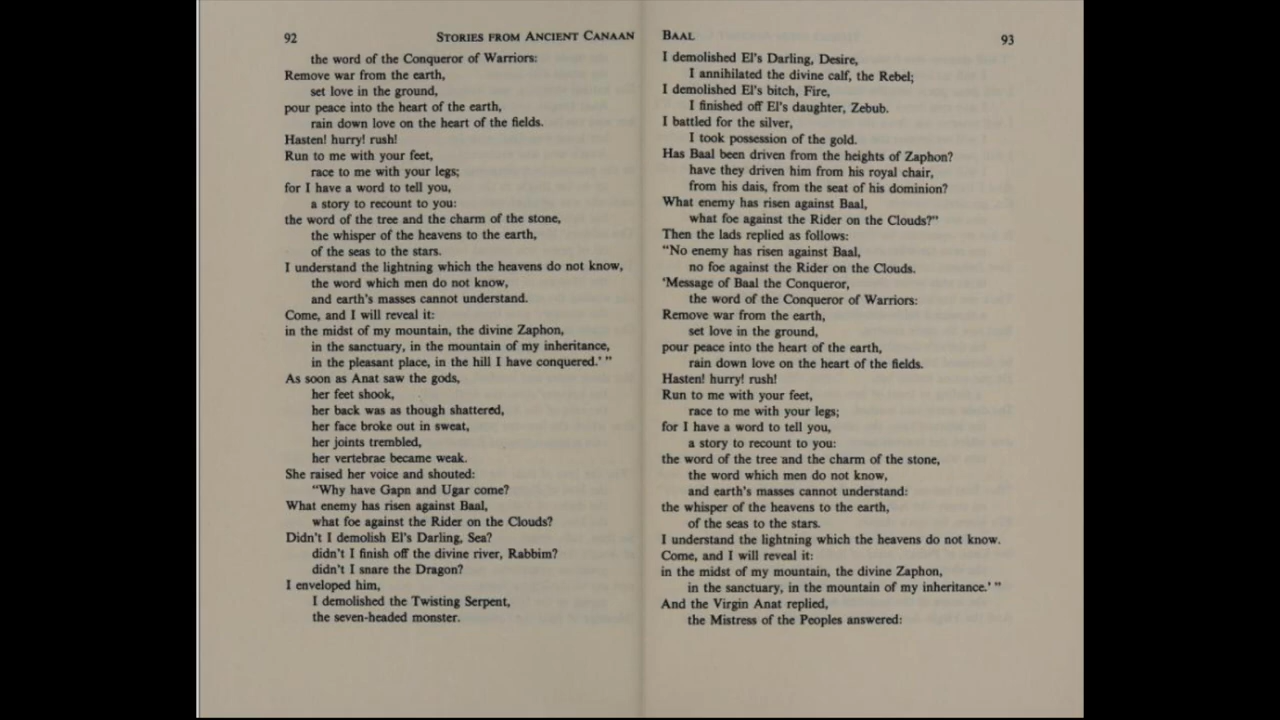 92 STORIES FROM ANCIENT CANAAN
the word of the Conqueror of Warriors:
Remove war from the earth,
set love in the ground,
pour peace into the heart of the earth,
rain down love on the heart of the fields.
Hasten! hurry! rush!
Run to me with your feet,
race to me with your legs;
for I have a word to tell you,
a story to recount to you:
the word of the tree and the charm of the stone,
the whisper of the heavens to the earth,
of the seas to the stars.
I understand the lightning which the heavens do not know,
the word which men do not know,
and earth's masses cannot understand.
Come, and I will reveal it:
in the midst of my mountain, the divine Zaphon,
in the sanctuary, in the mountain of my inheritance,
in the pleasant place, in the hill I have conquered.' "
As soon as Anat saw the gods,
her feet shook,
her back was as though shattered,
her face broke out in sweat,
her joints trembled,
her vertebrae became weak.
She raised her voice and shouted:
"Why have Gapn and Ugar come?
What enemy has risen against Baal,
what foe against the Rider on the Clouds?
Didn't I demolish El's Darling, Sea?
didn't I finish off the divine river, Rabbim?
didn't I snare the Dragon?
I enveloped him,
I demolished the Twisting Serpent,
the seven-headed monster.
BAAL 93
I demolished El's Darling, Desire,
I annihilated the divine calf, the Rebel;
I demolished El's bitch, Fire,
I finished off El's daughter, Zebub.
I battled for the silver,
I took possession of the gold.
Has Baal been driven from the heights of Zaphon?
have they driven him from his royal chair,
from his dais, from the seat of his dominion?
What enemy has risen against Baal,
what foe against the Rider on the Clouds?"
Then the lads replied as follows:
"No enemy has risen against Baal,
no foe against the Rider on the Clouds.
'Message of Baal the Conqueror,
the word of the Conqueror of Warriors:
Remove war from the earth,
set love in the ground,
pour peace into the heart of the earth,
rain down love on the heart of the fields.
Hasten! hurry! rush!
Run to me with your feet,
race to me with your legs;
for I have a word to tell you,
a story to recount to you:
the word of the tree and the charm of the stone,
the word which men do not know,
and earth's masses cannot understand:
the whisper of the heavens to the earth,
of the seas to the stars.
I understand the lightning which the heavens do not know.
Come, and I will reveal it:
in the midst of my mountain, the divine Zaphon,
in the sanctuary, in the mountain of my inheritance.' "
And the Virgin Anat replied,
the Mistress of the Peoples answered: